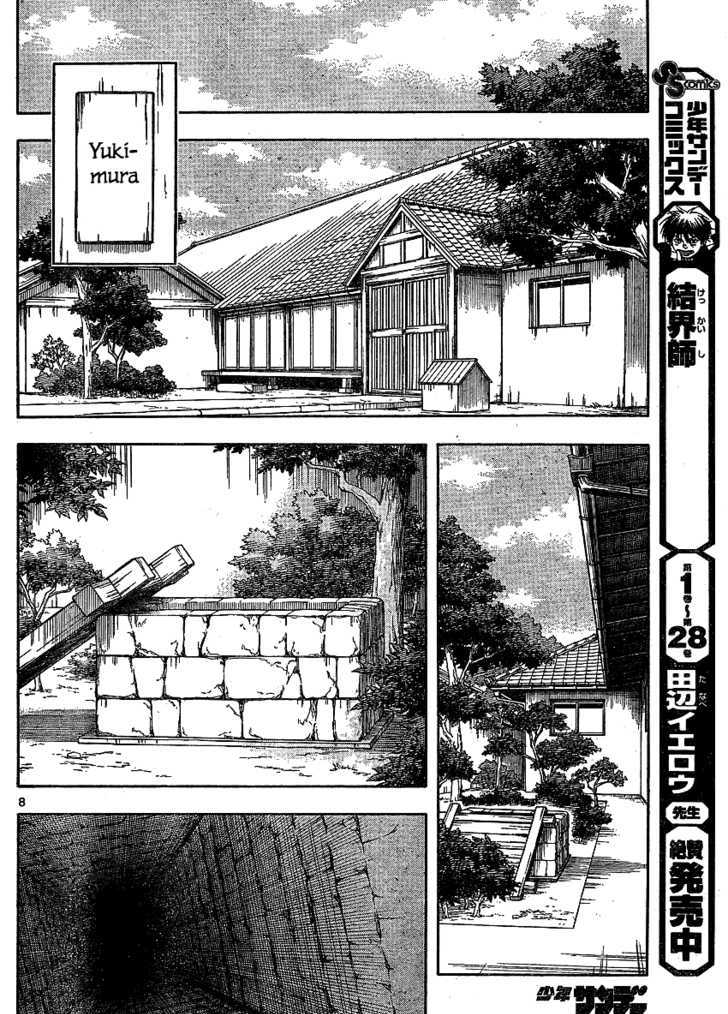 Yuki-
mura
8
SS comics
少年サンデー
コミックス
けっかいし
結界師
第1巻〜第28巻
たなべ
田辺イエロウ
先生
絶賛
発売中
少年サンデー